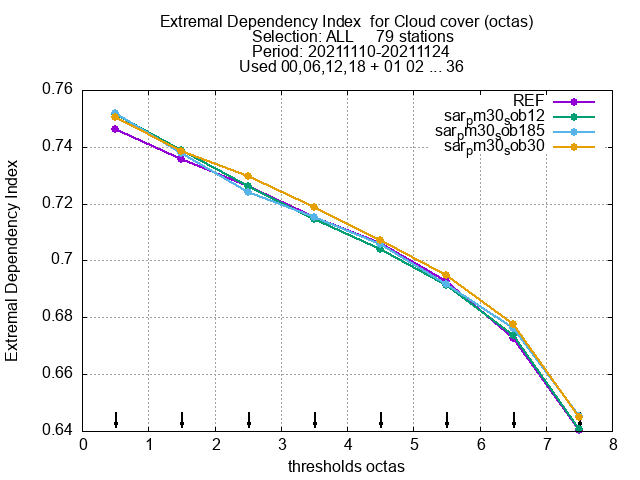 Extremal Dependency Index  for Cloud cover (octas)
Selection: ALL     79 stations
Period: 20211110-20211124
Used 00,06,12,18 + 01 02 ... 36
REF
sar_pm30_sob12
sar_pm30_sob185
sar_pm30_sob30
0.76
0.74
0.72
0.7
0.68
0.66
0.64
Extremal Dependency Index
0 1 2 3 4 5 6 7 8
thresholds octas